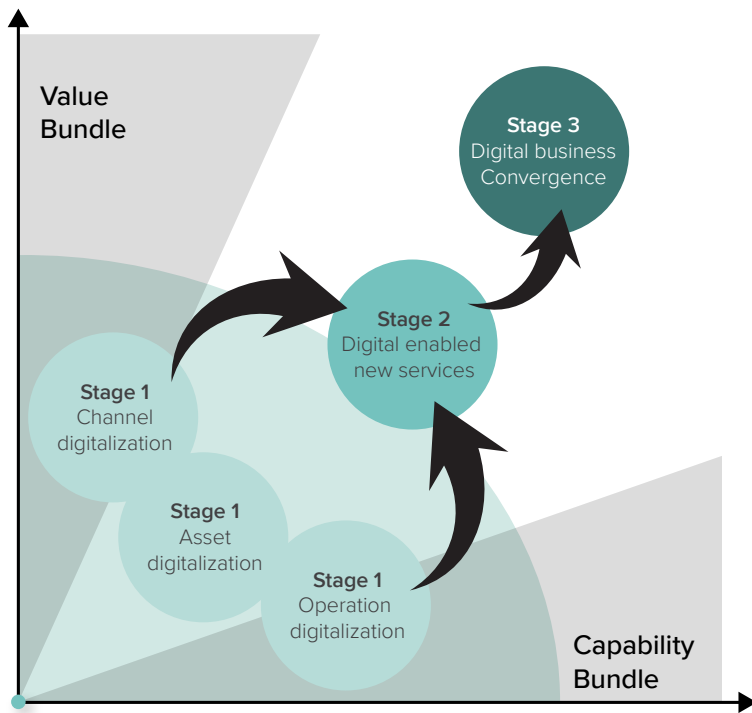 Value
Bundle
Stage 3
Digital business
Convergence
Stage 2
Digital enabled
new services
Stage 1
Channel
digitalization
Stage 1
Asset
digitalization
Stage 1
Operation
digitalization
Capability
Bundle